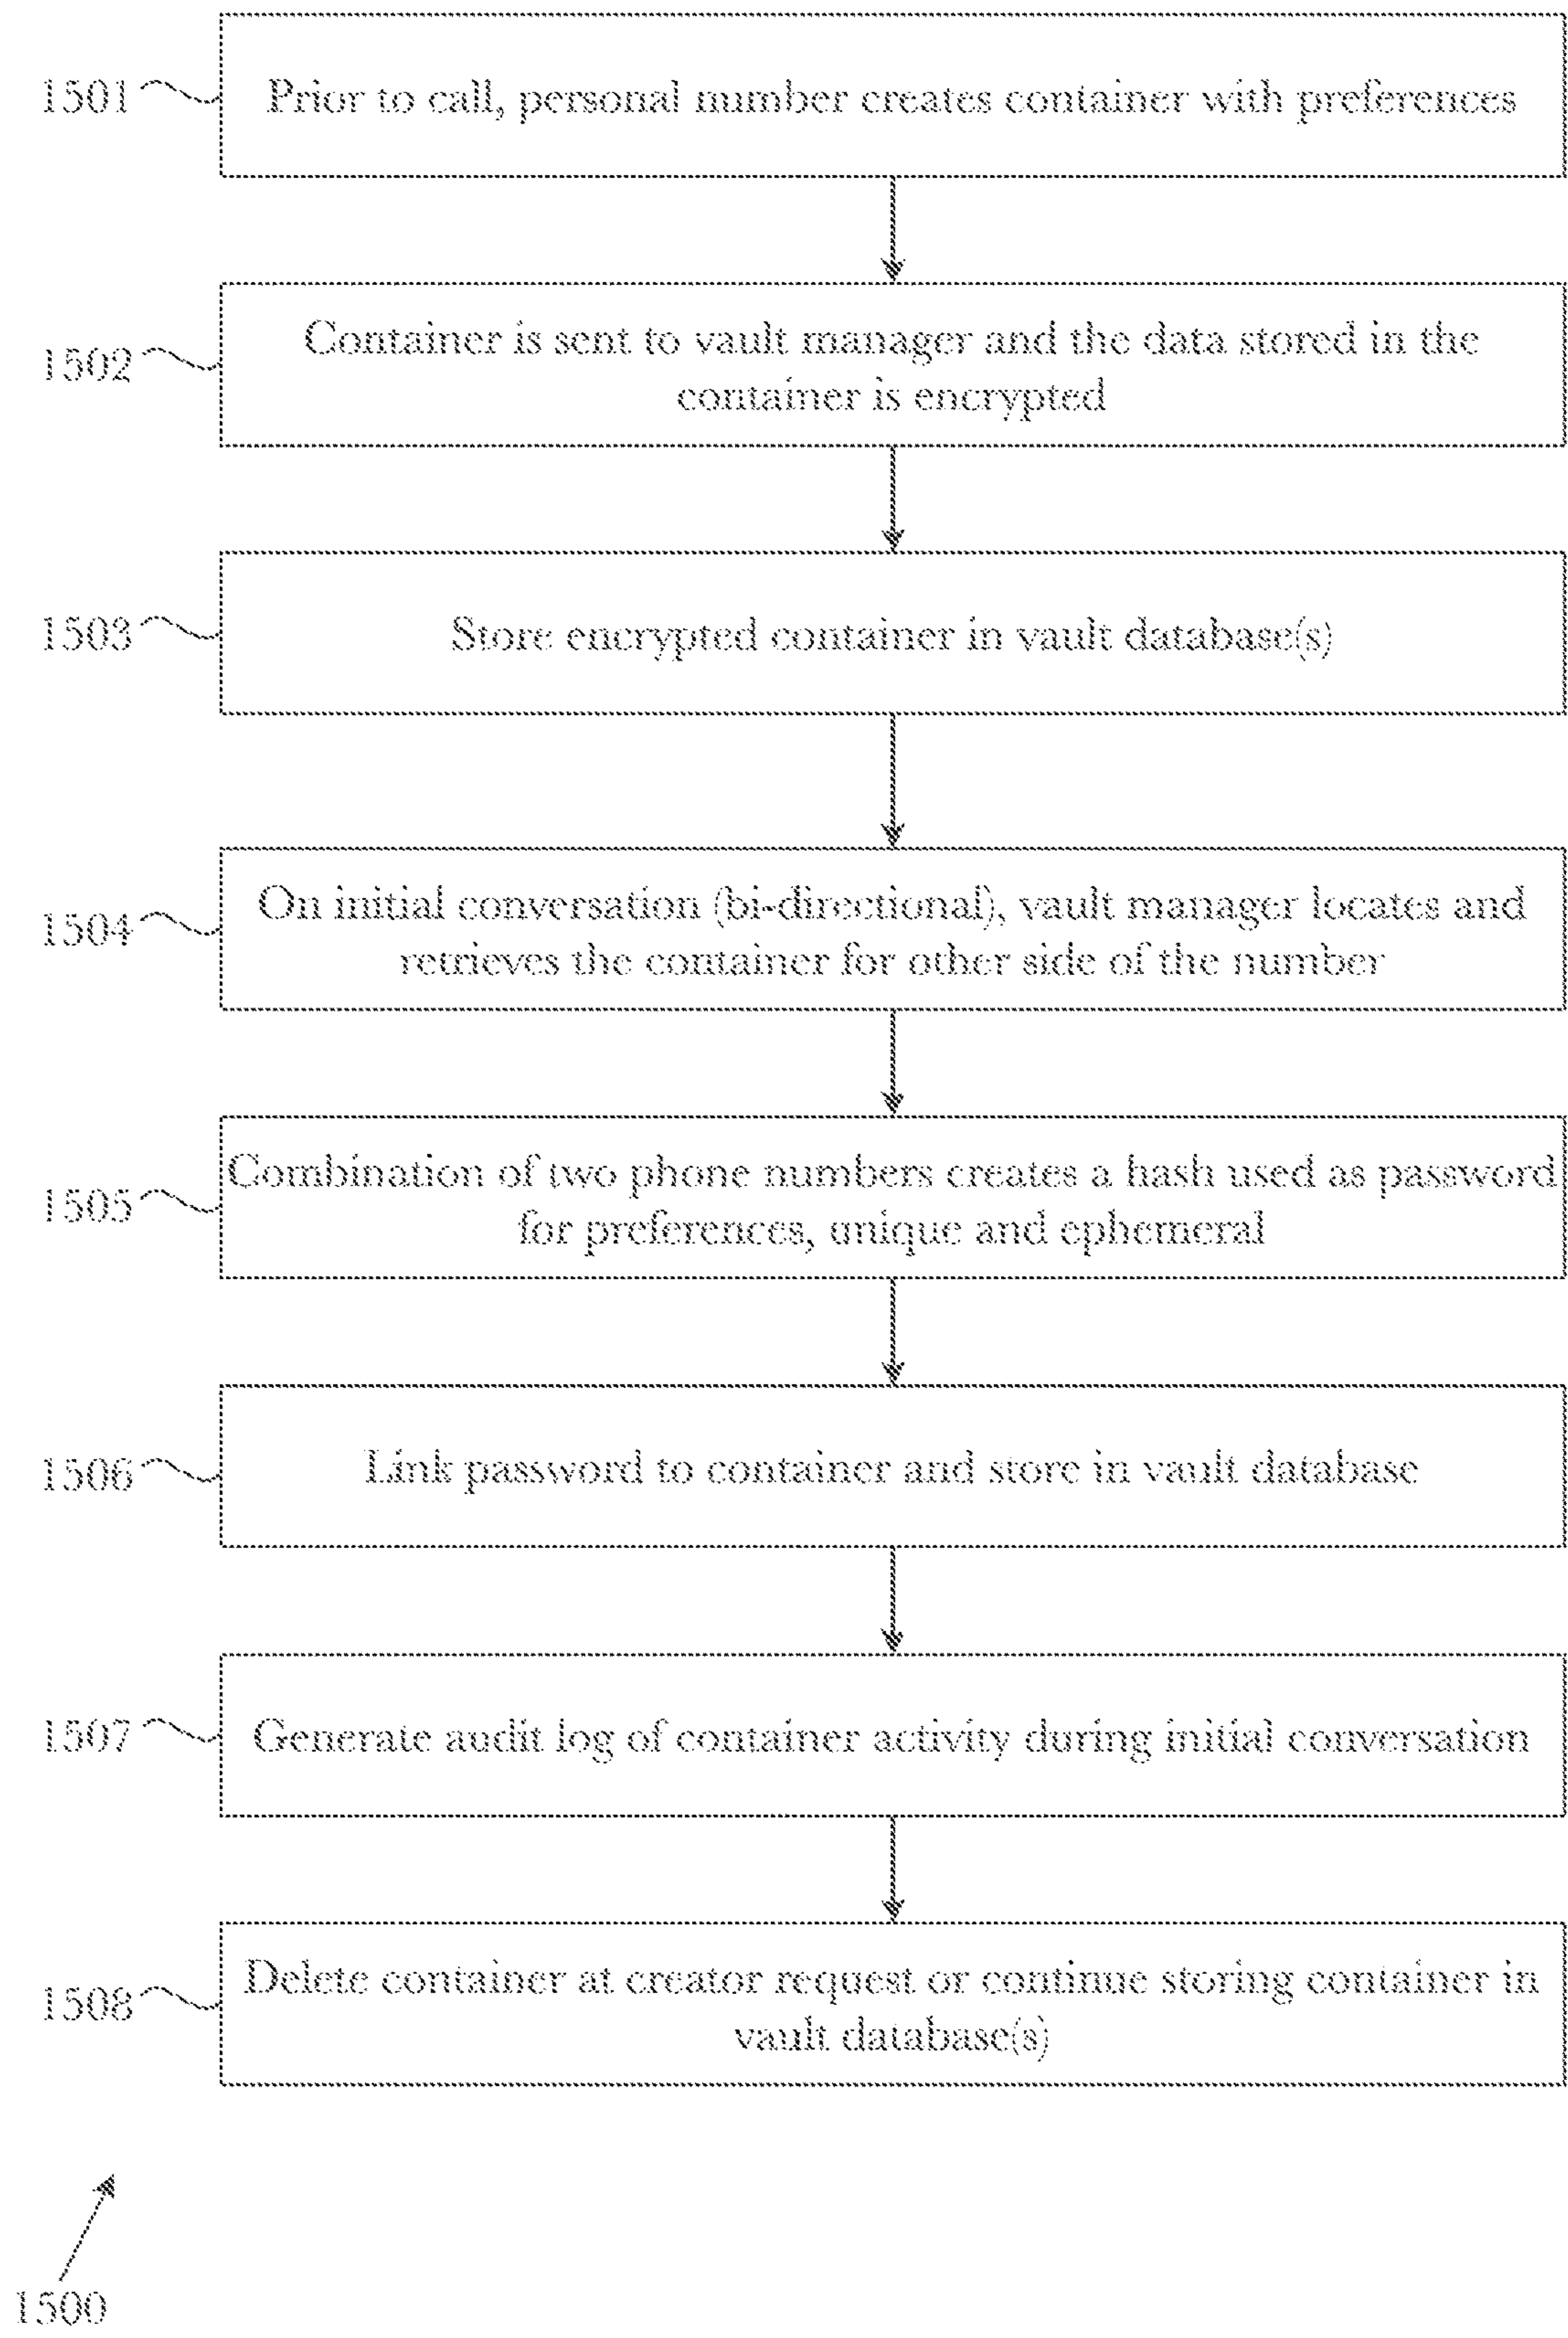 1501
Prior to call, personal number creates container with preferences
1502
Container is sent to vault manager and the data stored in the
container is encrypted
1503
Store encrypted container in vault database(s)
1504
On initial conversation (bi-directional), vault manager locates and
retrieves the container for other side of the number
1505
Combination of two phone numbers creates a hash used as password
for preferences, unique and ephemeral
1506
Link password to container and store in vault database
1507
Generate audit log of container activity during initial conversation
1508
Delete container at creator request or continue storing container in
vault database(s)
1500